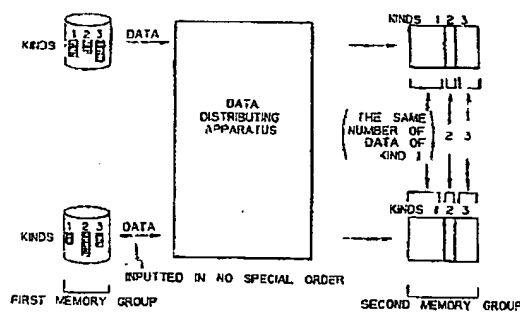 KINDS 1 2 3
DATA
KINDS 1 2 3
DATA
DISTRIBUTING
APPARATUS
(THE SAME
NUMBER OF
DATA OF
KIND 1) 2 3
KINDS 1 2 3
KINDS 1 2 3
DATA
INPUTTED IN NO SPECIAL ORDER
FIRST MEMORY GROUP
SECOND MEMORY GROUP